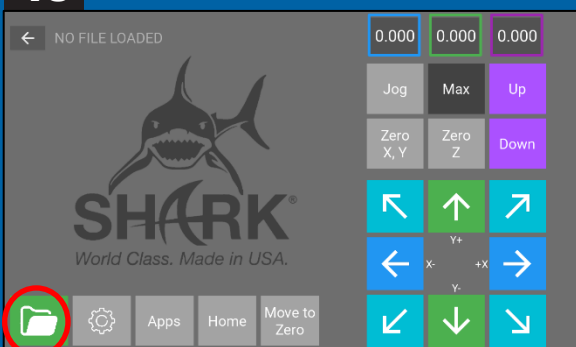 NO FILE LOADED
0.000 0.000 0.000
Jog Max Up
Zero X, Y
Zero Z
Down
SHARK®
World Class. Made in USA.
Y+
X- +X
Y-
Apps Home
Move to Zero